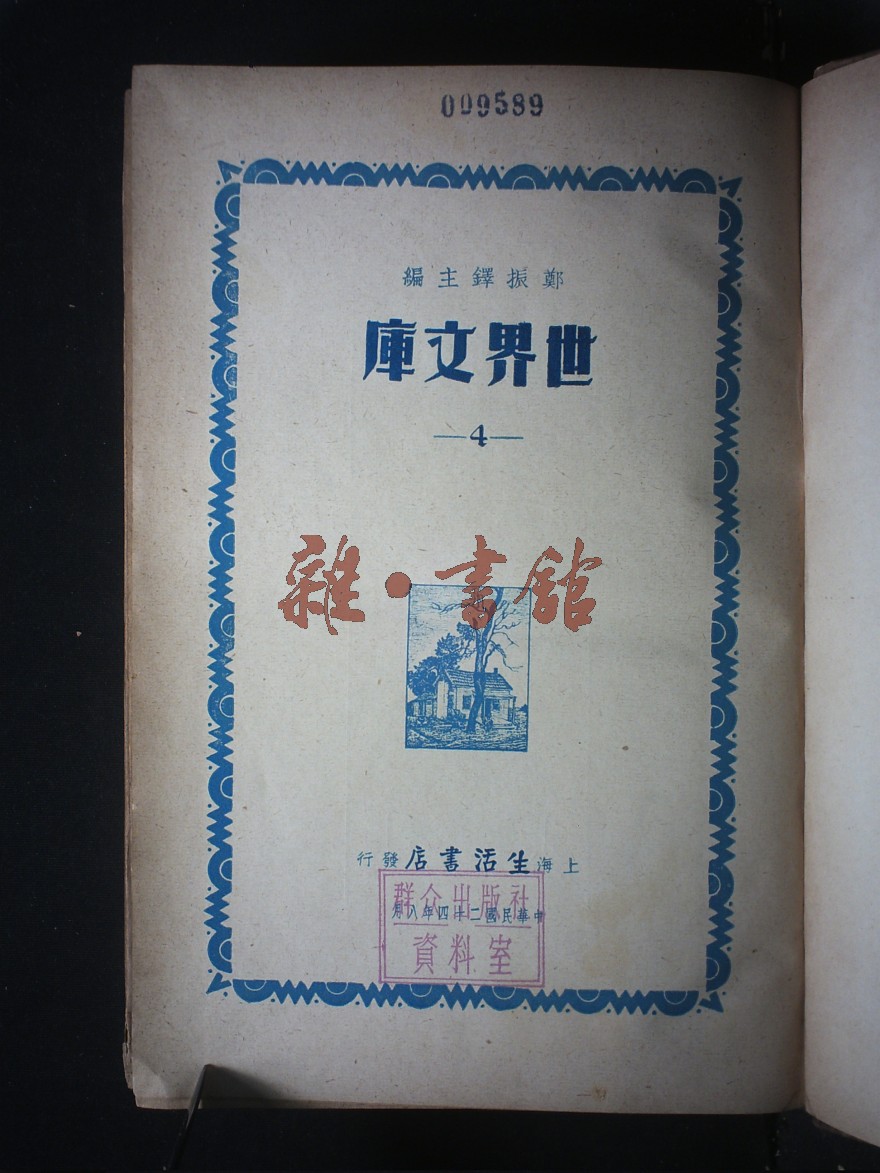 009589
鄭振鐸主編
世界文庫
—4—
雜·書館
上海生活書店發行
中華民國二十四年八月
群众出版社
資料室